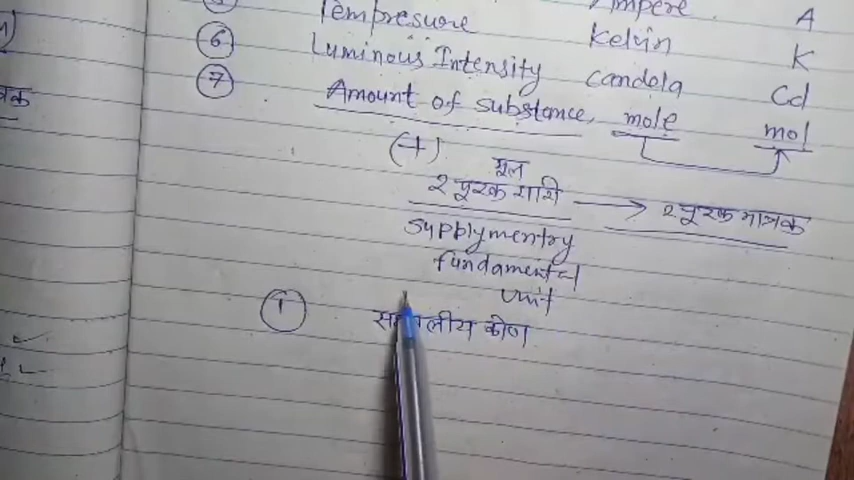 Tempresure Ampere A
6 Luminous Intensity Kelvin K
7 Amount of substance, candela Cd
mole mol
(+)
मूल
2 पूरक राशि → 2 पूरक मात्रक
supplymentry
fundamental
unit
1 कोण